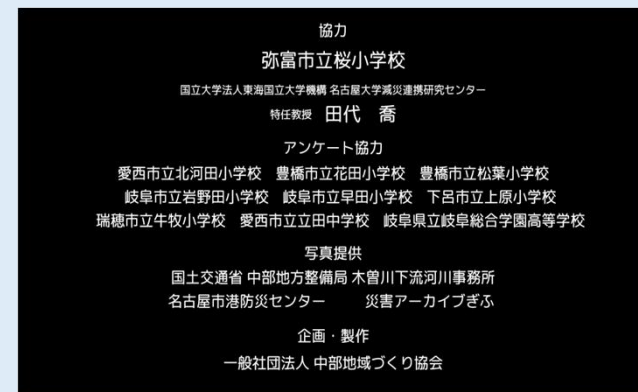 協力
弥富市立桜小学校
国立大学法人東海国立大学機構 名古屋大学減災連携研究センター
特任教授 田代 喬
アンケート協力
愛西市立北河田小学校 豊橋市立花田小学校 豊橋市立松葉小学校
岐阜市立岩野田小学校 岐阜市立早田小学校 下呂市立上原小学校
瑞穂市立牛牧小学校 愛西市立立田中学校 岐阜県立岐阜総合学園高等学校
写真提供
国土交通省 中部地方整備局 木曽川下流河川事務所
名古屋市港防災センター 災害アーカイブぎふ
企画・製作
一般社団法人 中部地域づくり協会